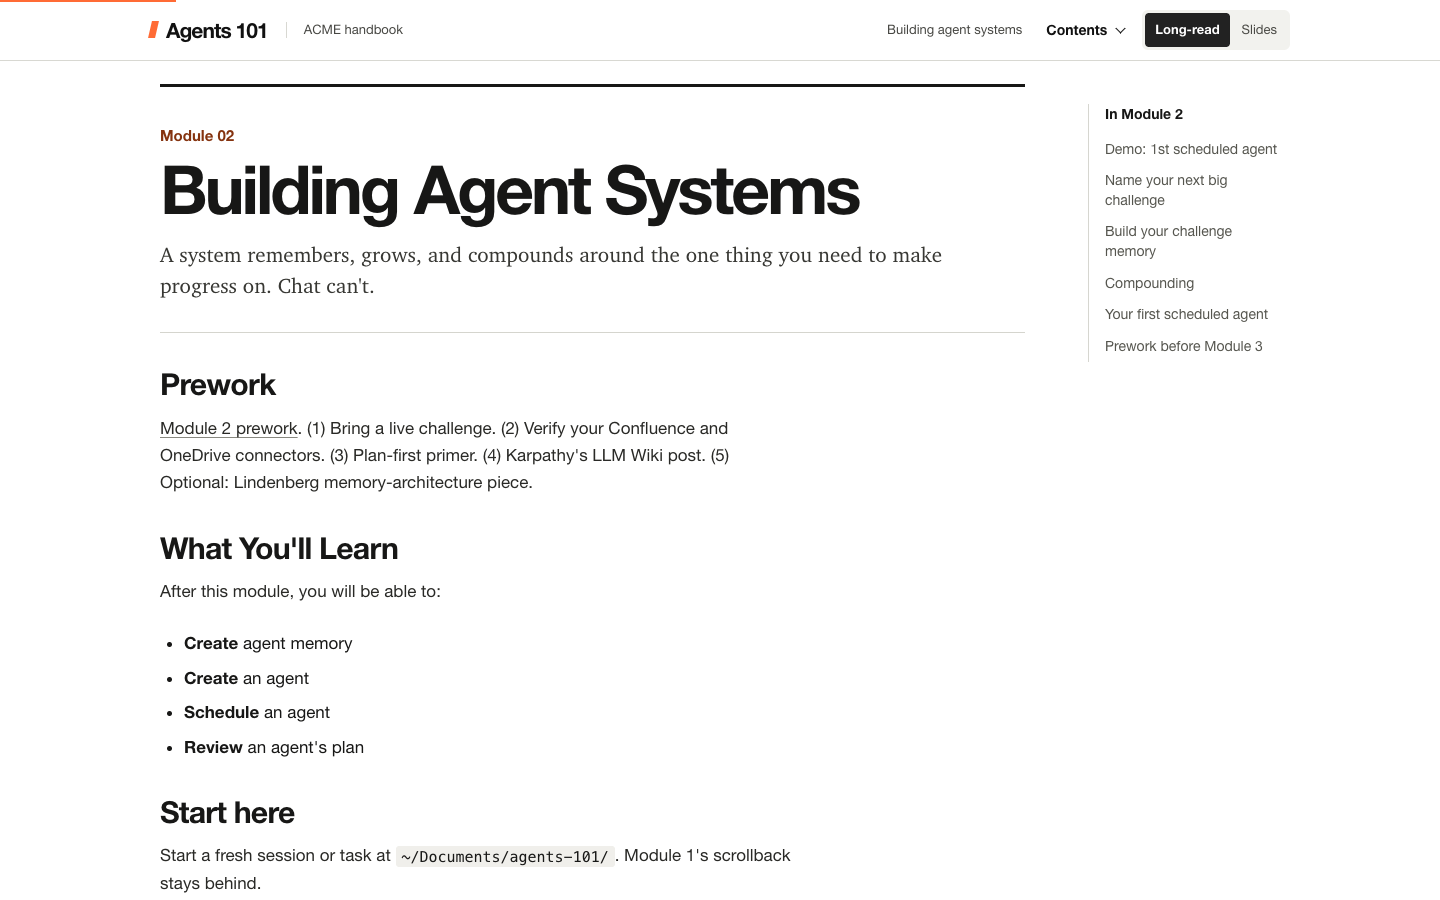 Agents 101
ACME handbook
Building agent systems
Contents
Long-read
Slides
Module 02
Building Agent Systems
A system remembers, grows, and compounds around the one thing you need to make
progress on. Chat can't.
Prework
Module 2 prework. (1) Bring a live challenge. (2) Verify your Confluence and
OneDrive connectors. (3) Plan-first primer. (4) Karpathy's LLM Wiki post. (5)
Optional: Lindenberg memory-architecture piece.
What You'll Learn
After this module, you will be able to:
• Create agent memory
• Create an agent
• Schedule an agent
• Review an agent's plan
Start here
Start a fresh session or task at ~/Documents/agents-101/. Module 1's scrollback
stays behind.
In Module 2
Demo: 1st scheduled agent
Name your next big
challenge
Build your challenge
memory
Compounding
Your first scheduled agent
Prework before Module 3